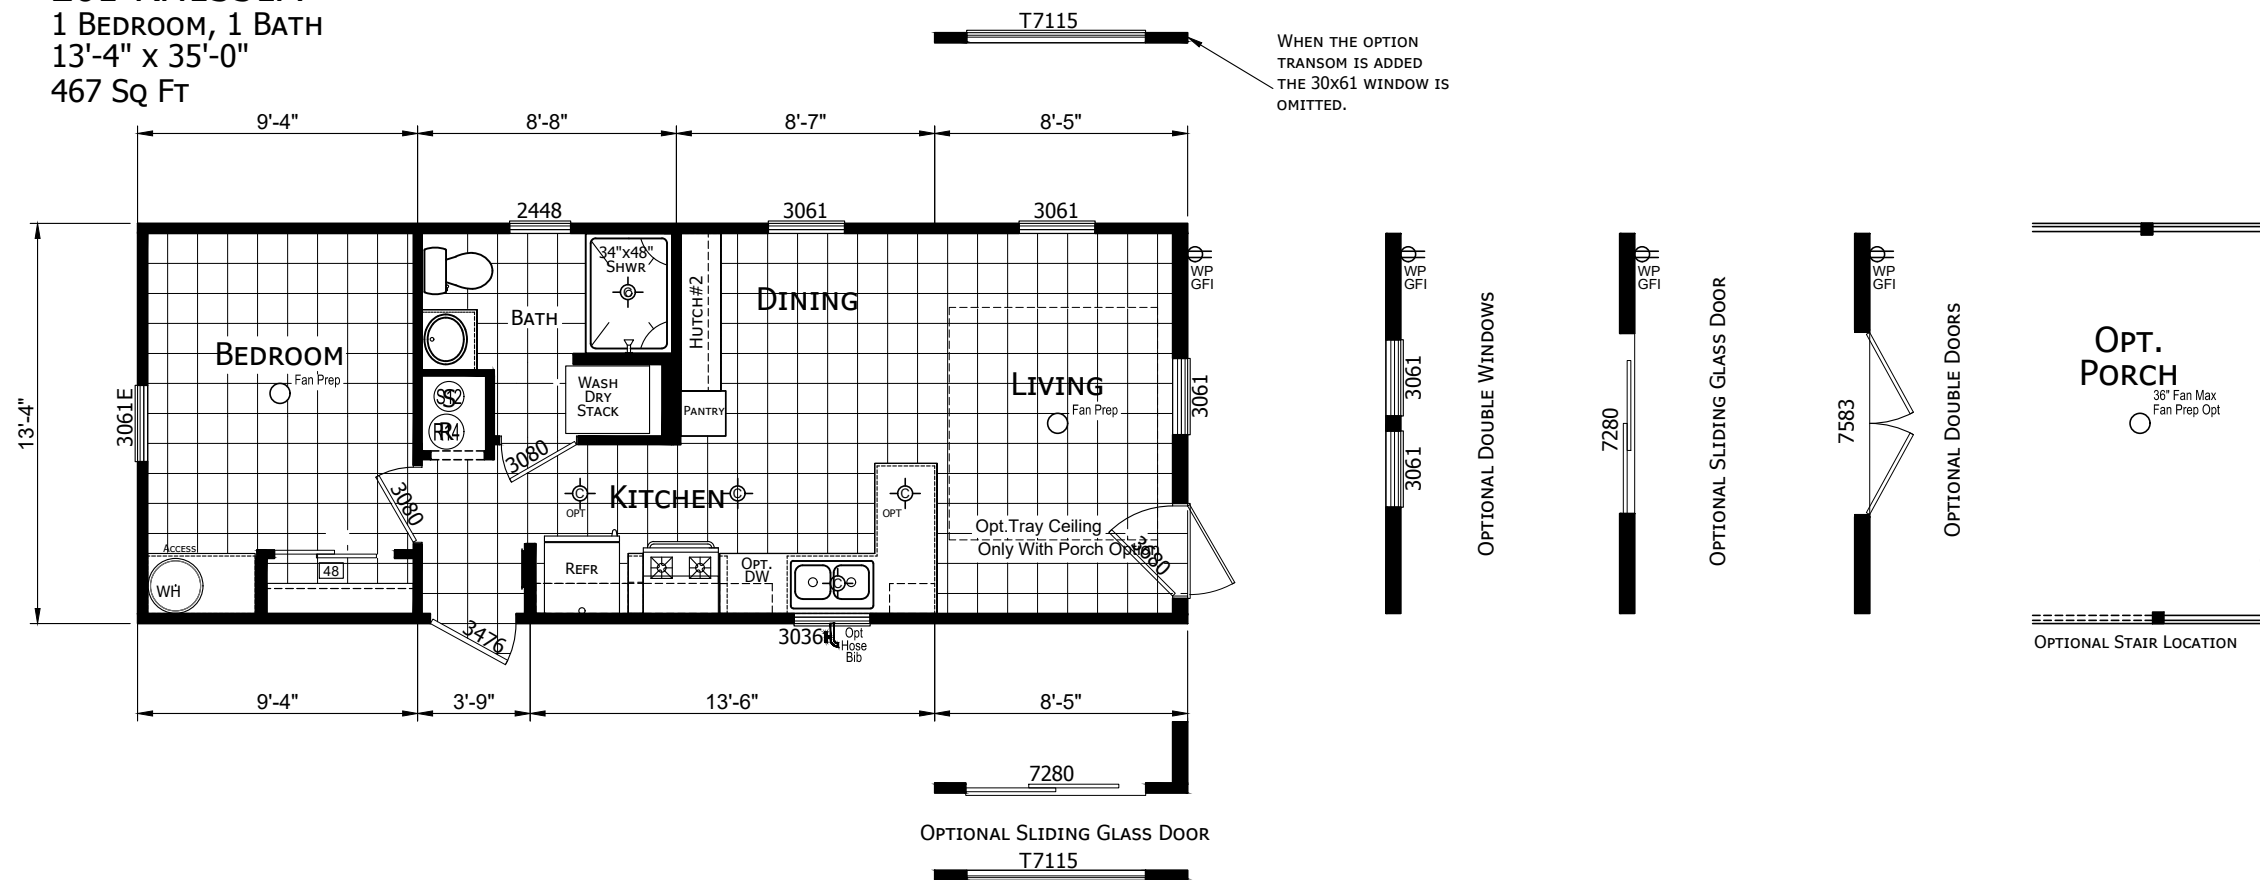 1 Bedroom, 1 Bath
13'-4" x 35'-0"
467 Sq Ft
T7115
When the option
transom is added
the 30x61 window is
omitted.
9'-4"
8'-8"
8'-7"
8'-5"
13'-4"
2448
3061
3061
3061E
Bedroom
Fan Prep
Bath
34"x48"
Shwr
Wash
Dry
Stack
Hutch#2
Pantry
Dining
Living
Fan Prep
3061
WP
GFI
3080
3080
Kitchen
OPT
OPT
Opt.Tray Ceiling
Only With Porch Option
3680
Access
WH
48
Refr
Opt.
DW
3476
3036
Opt
Hose
Bib
9'-4"
3'-9"
13'-6"
8'-5"
WP
GFI
3061
3061
Optional Double Windows
WP
GFI
7280
Optional Sliding Glass Door
WP
GFI
7583
Optional Double Doors
Opt.
Porch
36" Fan Max
Fan Prep Opt
Optional Stair Location
7280
Optional Sliding Glass Door
T7115